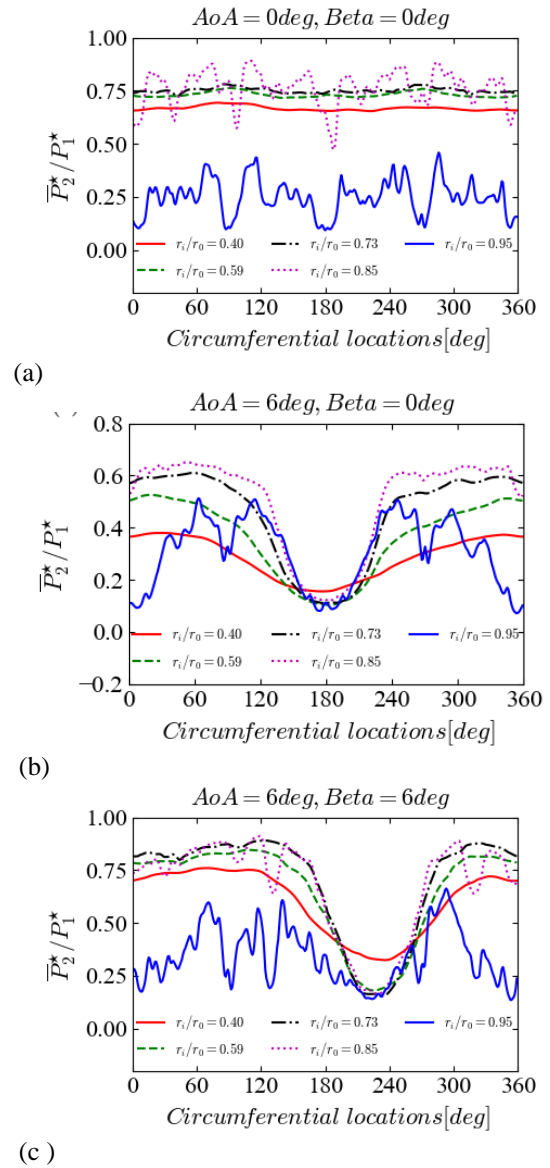 AoA = 0deg, Beta = 0deg
1.00
0.75
0.50
0.25
0.00
P̅₂*/P₁*
rᵢ/r₀ = 0.40 rᵢ/r₀ = 0.73 rᵢ/r₀ = 0.95
rᵢ/r₀ = 0.59 rᵢ/r₀ = 0.85
0 60 120 180 240 300 360
Circumferential locations[deg]
(a)
AoA = 6deg, Beta = 0deg
0.8
0.6
0.4
0.2
0.0
−0.2
P̅₂*/P₁*
rᵢ/r₀ = 0.40 rᵢ/r₀ = 0.73 rᵢ/r₀ = 0.95
rᵢ/r₀ = 0.59 rᵢ/r₀ = 0.85
0 60 120 180 240 300 360
Circumferential locations[deg]
(b)
AoA = 6deg, Beta = 6deg
1.00
0.75
0.50
0.25
0.00
P̅₂*/P₁*
rᵢ/r₀ = 0.40 rᵢ/r₀ = 0.73 rᵢ/r₀ = 0.95
rᵢ/r₀ = 0.59 rᵢ/r₀ = 0.85
0 60 120 180 240 300 360
Circumferential locations[deg]
(c )